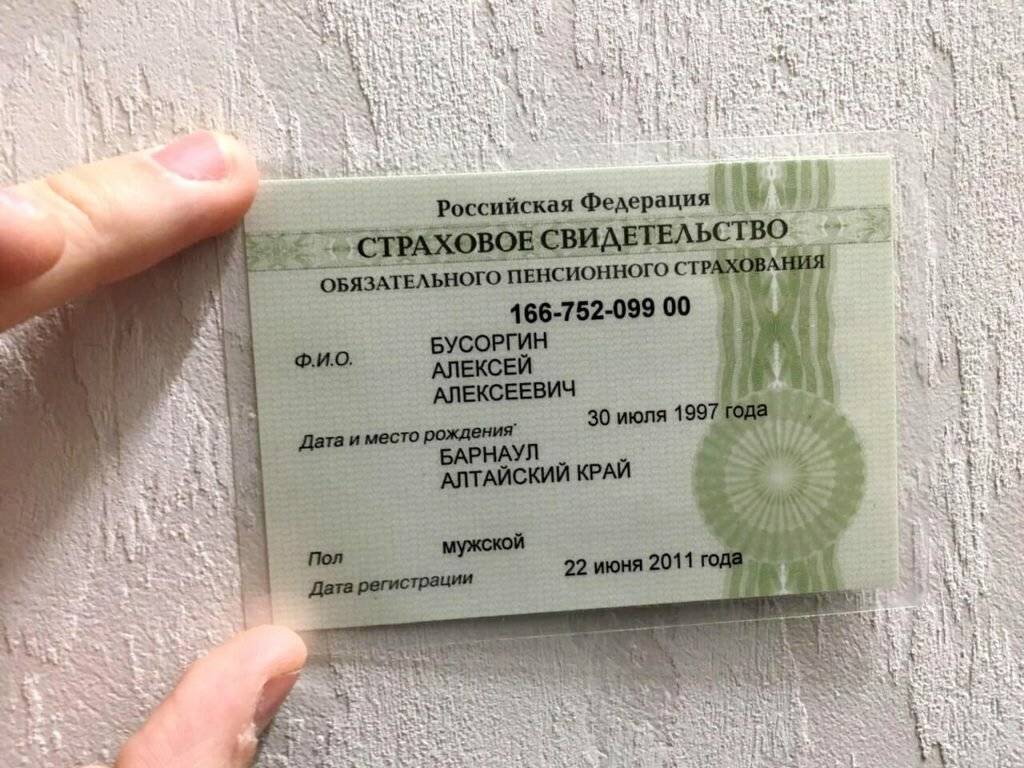 Российская Федерация
СТРАХОВОЕ СВИДЕТЕЛЬСТВО
ОБЯЗАТЕЛЬНОГО ПЕНСИОННОГО СТРАХОВАНИЯ
166-752-099 00
Ф.И.О. БУСОРГИН
АЛЕКСЕЙ
АЛЕКСЕЕВИЧ
Дата и место рождения 30 июля 1997 года
БАРНАУЛ
АЛТАЙСКИЙ КРАЙ
Пол мужской
Дата регистрации 22 июня 2011 года